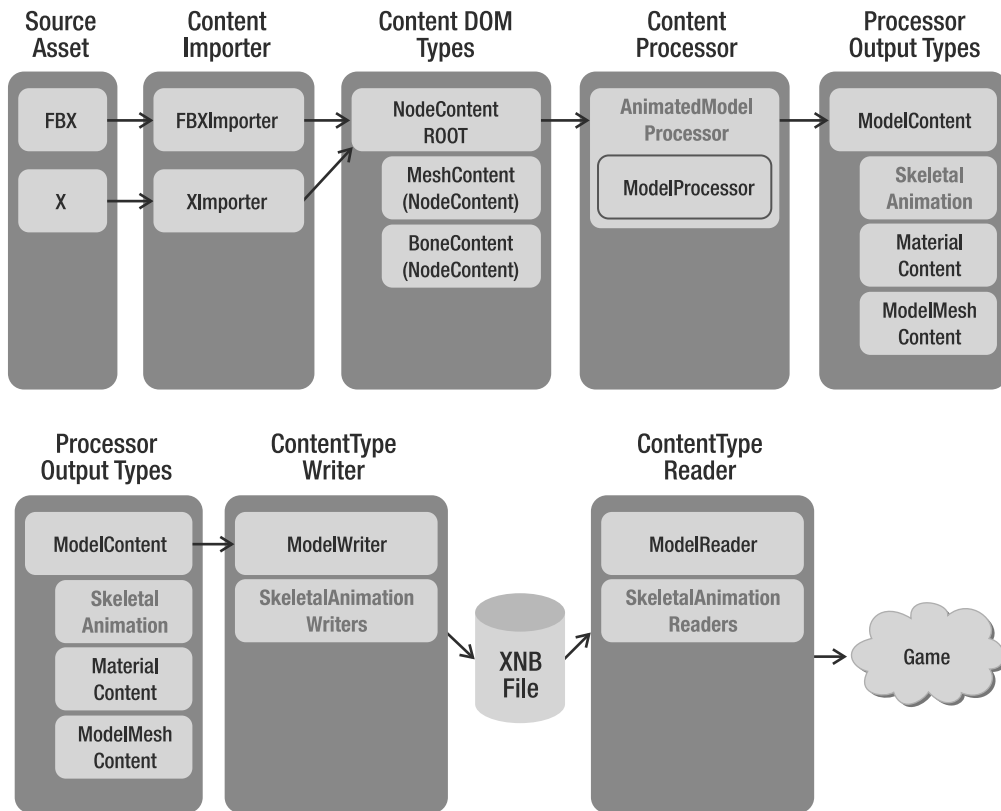 Source
Asset
Content
Importer
Content DOM
Types
Content
Processor
Processor
Output Types
FBX
FBXImporter
NodeContent
ROOT
AnimatedModel
Processor
ModelContent
X
XImporter
MeshContent
(NodeContent)
ModelProcessor
Skeletal
Animation
BoneContent
(NodeContent)
Material
Content
ModelMesh
Content
Processor
Output Types
ContentType
Writer
ContentType
Reader
ModelContent
ModelWriter
ModelReader
Skeletal
Animation
SkeletalAnimation
Writers
SkeletalAnimation
Readers
Material
Content
XNB
File
Game
ModelMesh
Content